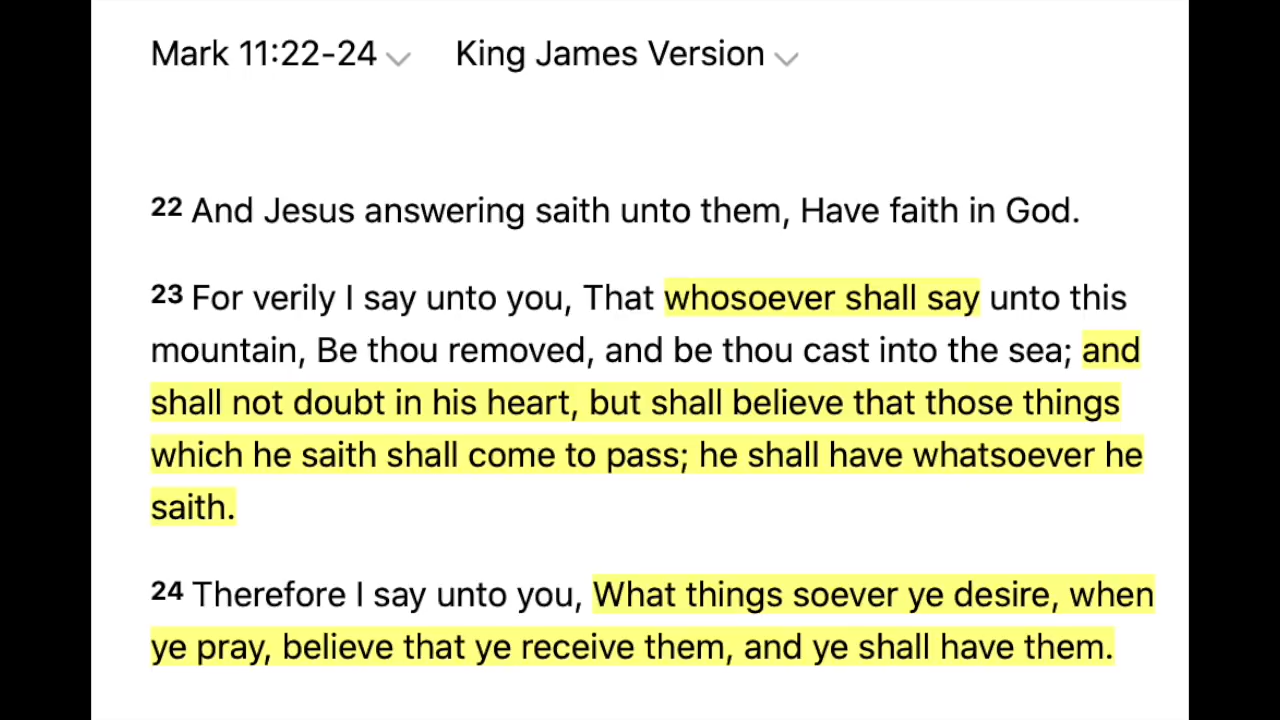 Mark 11:22-24 King James Version
22 And Jesus answering saith unto them, Have faith in God.
23 For verily I say unto you, That whosoever shall say unto this
mountain, Be thou removed, and be thou cast into the sea; and
shall not doubt in his heart, but shall believe that those things
which he saith shall come to pass; he shall have whatsoever he
saith.
24 Therefore I say unto you, What things soever ye desire, when
ye pray, believe that ye receive them, and ye shall have them.